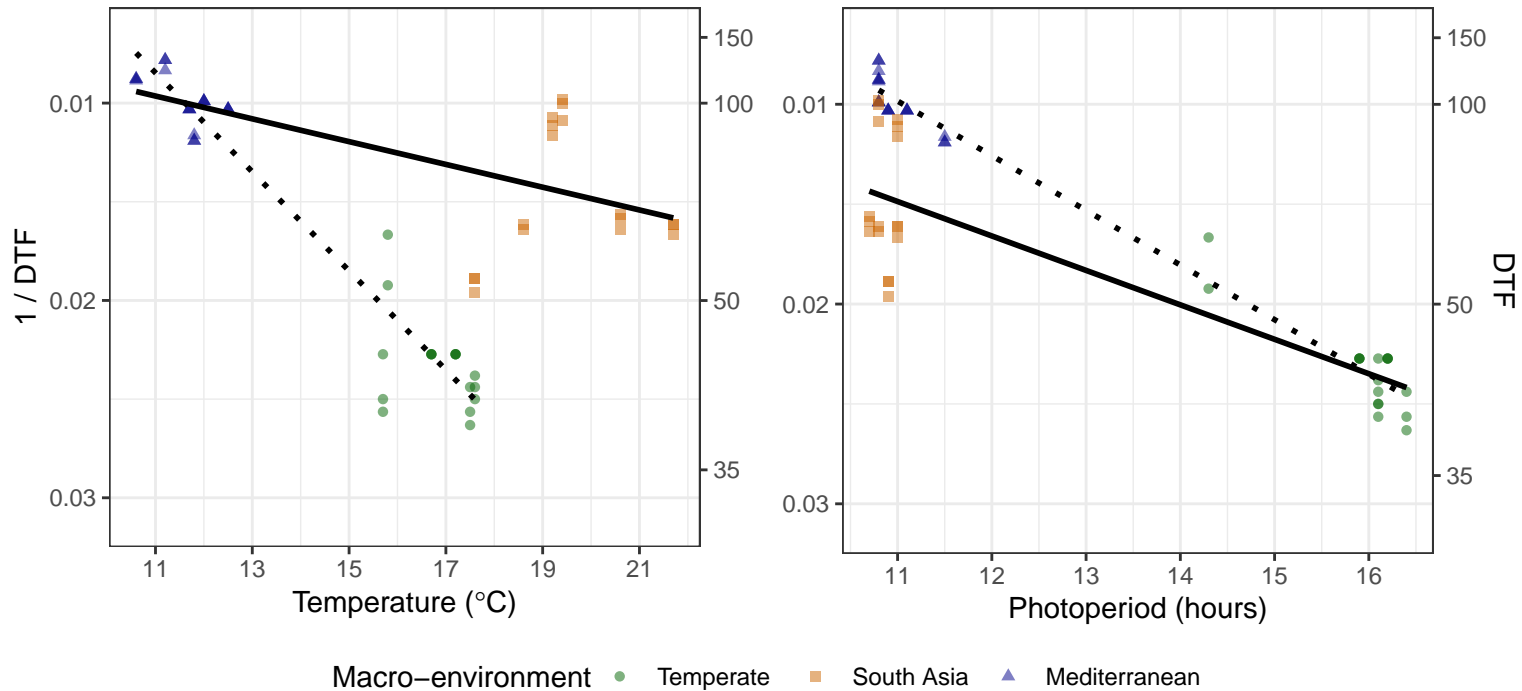 1 / DTF
0.01
0.02
0.03
150
100
50
35
11 13 15 17 19 21
Temperature (°C)
0.01
0.02
0.03
150
100
50
35
DTF
11 12 13 14 15 16
Photoperiod (hours)
Macro−environment Temperate South Asia Mediterranean